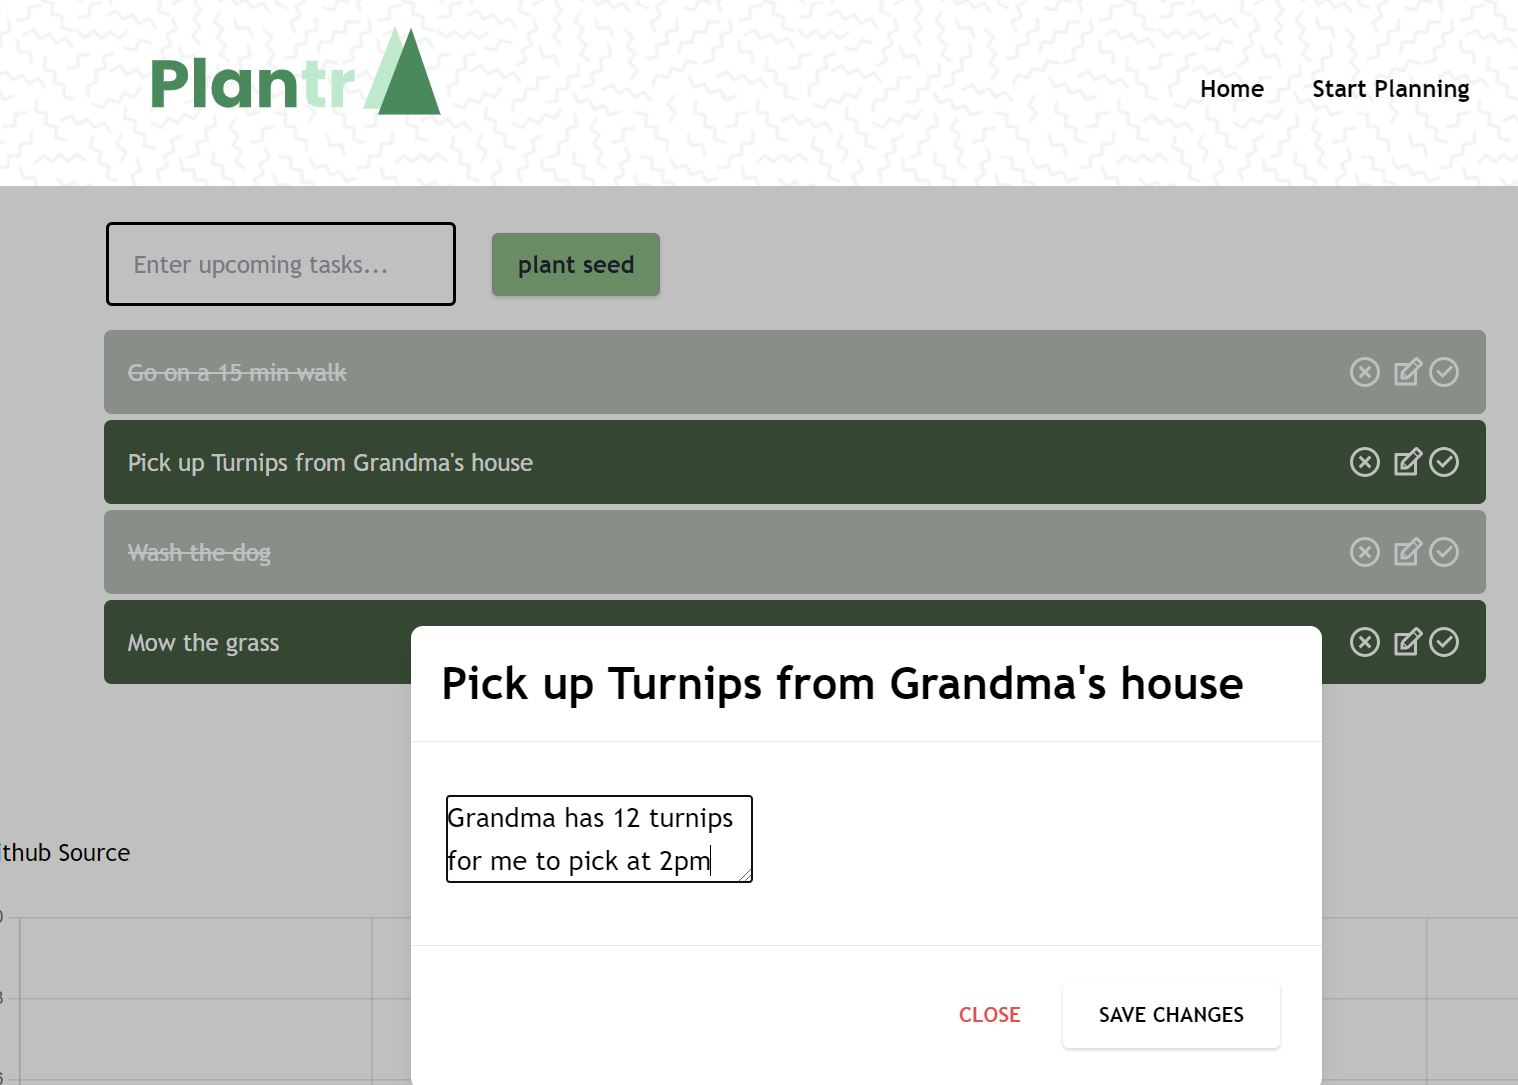 Plantr
Home
Start Planning
Enter upcoming tasks...
plant seed
Go on a 15 min walk
Pick up Turnips from Grandma's house
Wash the dog
Mow the grass
Pick up Turnips from Grandma's house
Grandma has 12 turnips
for me to pick at 2pm
ithub Source
CLOSE
SAVE CHANGES